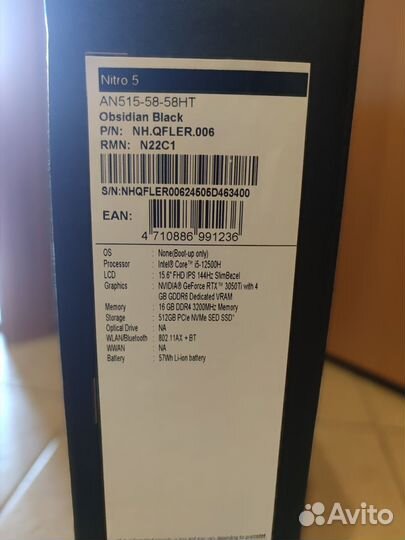 Nitro 5
AN515-58-58HT
Obsidian Black
P/N: NH.QFLER.006
RMN: N22C1
S/N:NHQFLER00624505D463400
EAN:
4 710886 991236
OS : None(Boot-up only)
Processor : Intel® Core™ i5-12500H
LCD : 15.6" FHD IPS 144Hz SlimBezel
Graphics : NVIDIA® GeForce RTX™ 3050Ti with 4
GB GDDR6 Dedicated VRAM
Memory : 16 GB DDR4 3200MHz Memory
Storage : 512GB PCIe NVMe SED SSD*
Optical Drive : NA
WLAN/Bluetooth : 802.11AX + BT
WWAN : NA
Battery : 57Wh Li-ion battery
Avito